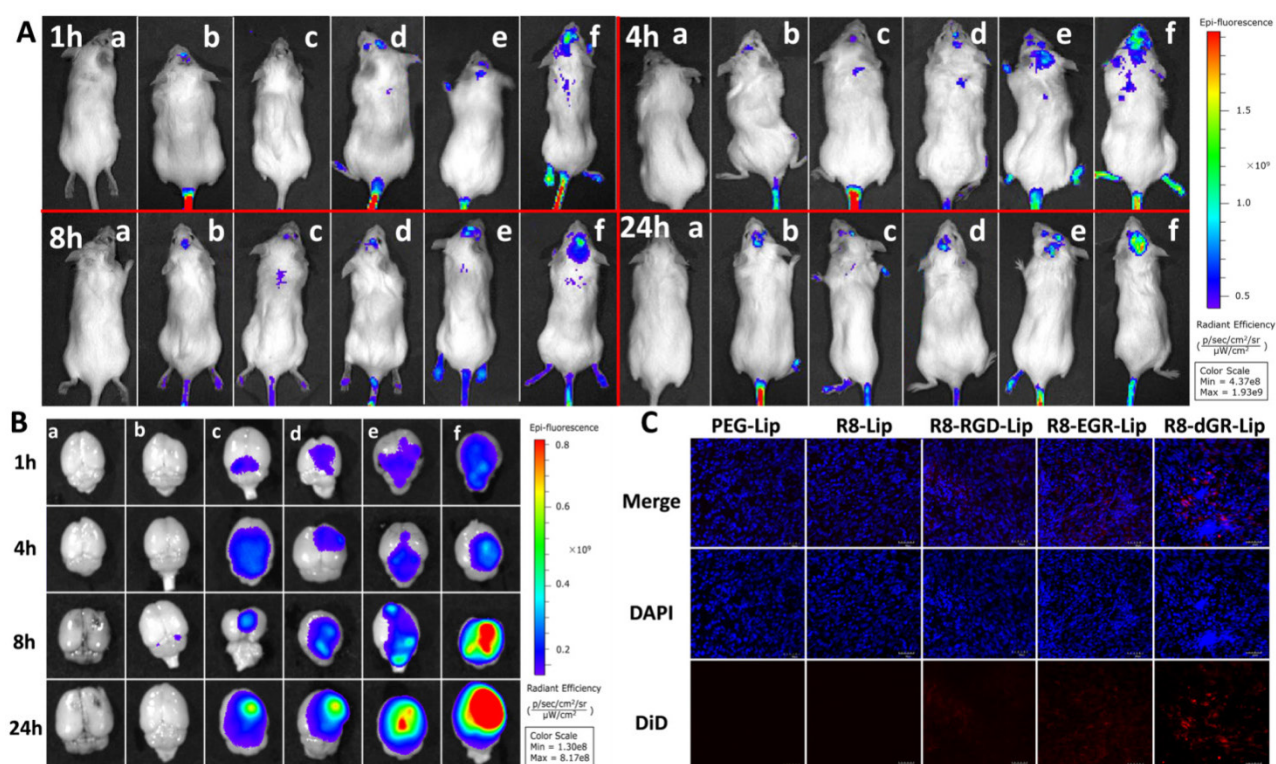 A
1h a b c d e f
4h a b c d e f
8h a b c d e f
24h a b c d e f
Epi-fluorescence
1.5
×10⁹
1.0
0.5
Radiant Efficiency
(p/sec/cm²/sr / µW/cm²)
Color Scale
Min = 4.37e8
Max = 1.93e9
B
a b c d e f
1h
4h
8h
24h
Epi-fluorescence
0.8
0.6
×10⁹
0.4
0.2
Radiant Efficiency
(p/sec/cm²/sr / µW/cm²)
Color Scale
Min = 1.30e8
Max = 8.17e8
C
PEG-Lip R8-Lip R8-RGD-Lip R8-EGR-Lip R8-dGR-Lip
Merge
DAPI
DiD